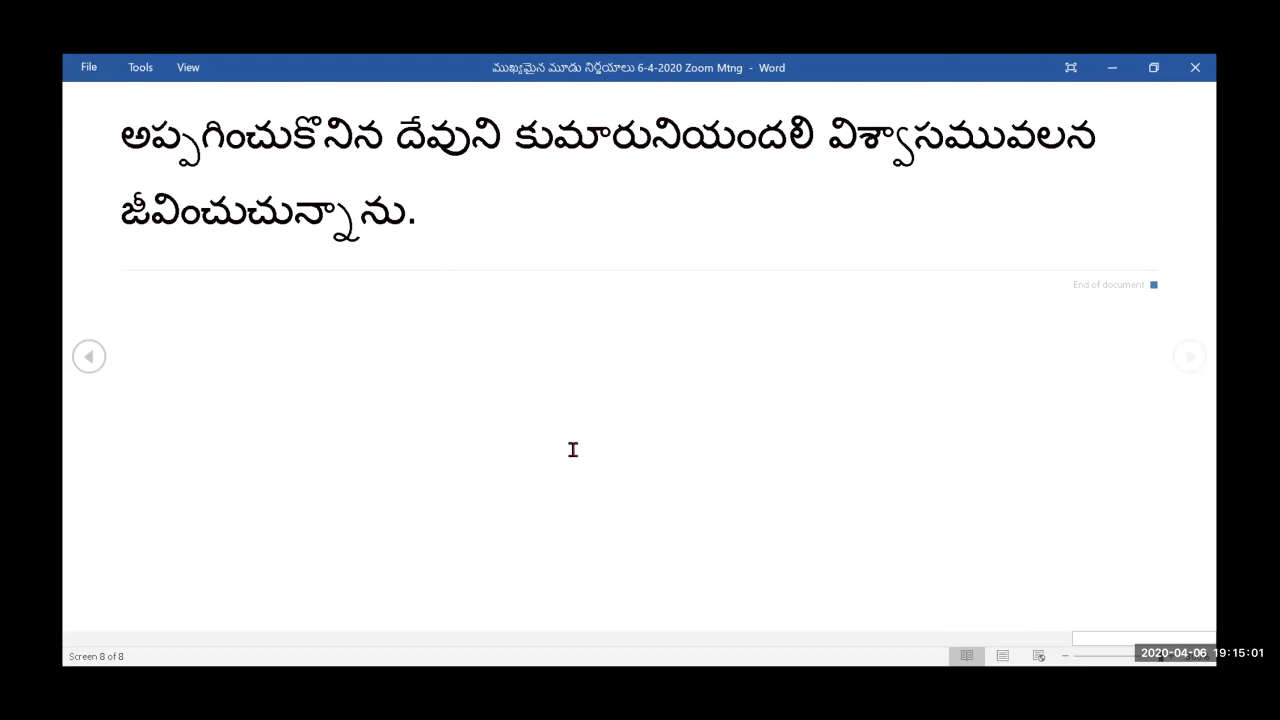 File Tools View ముఖ్యమైన మూడు నిర్ణయాలు 6-4-2020 Zoom Mtng - Word
అప్పగించుకొనిన దేవుని కుమారునియందలి విశ్వాసమువలన
జీవించుచున్నాను.
End of document
Screen 8 of 8
2020-04-06 19:15:01